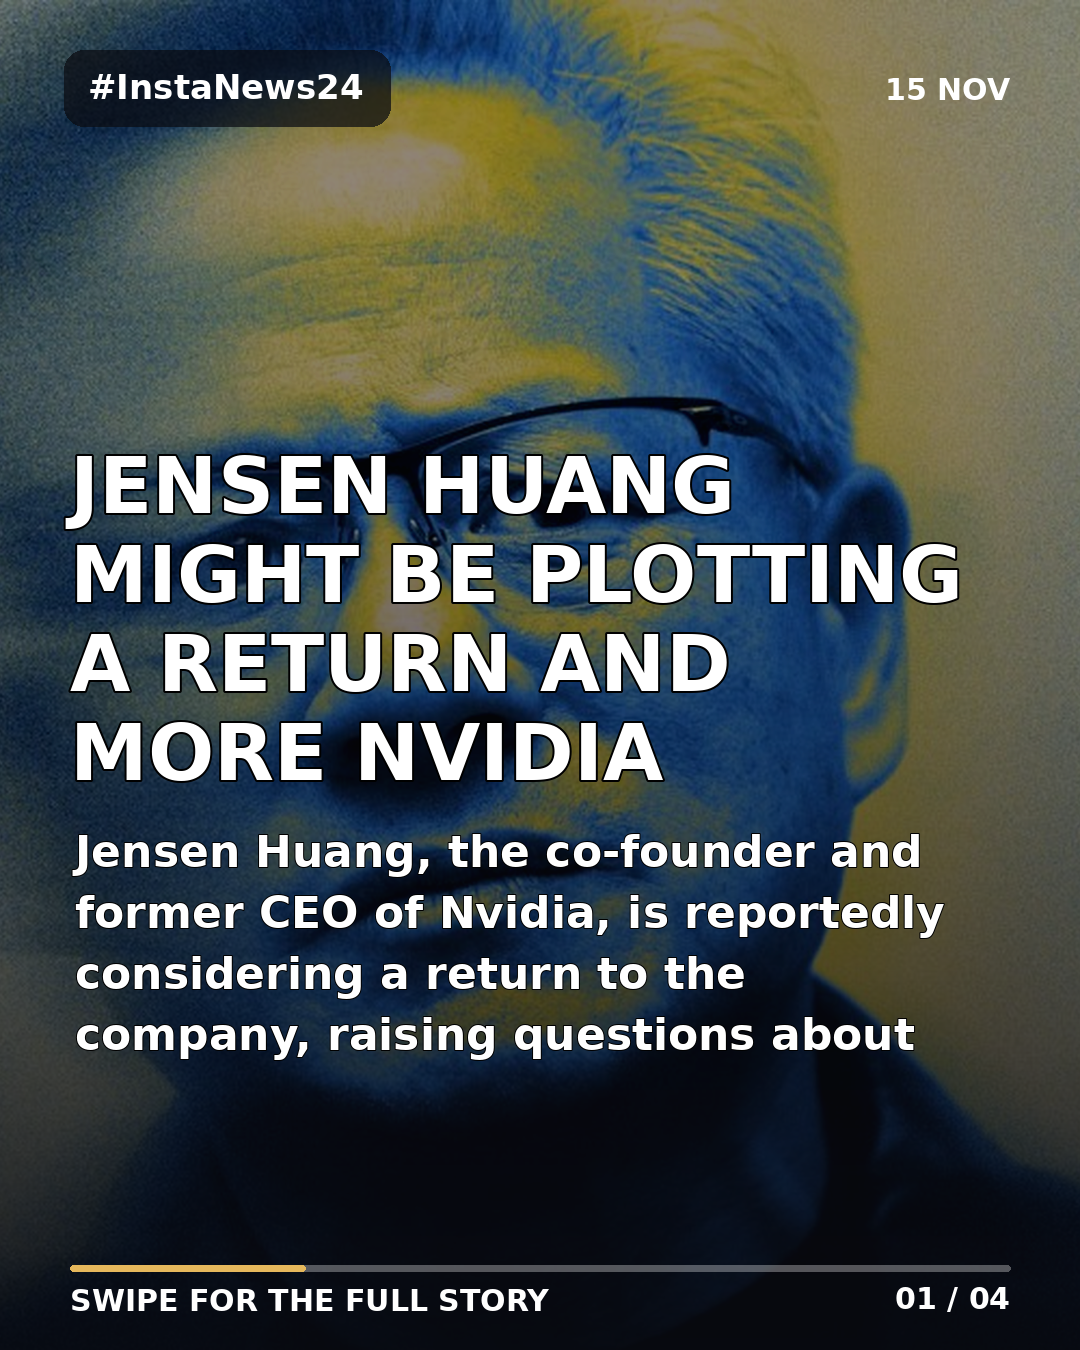 #InstaNews24
15 NOV
JENSEN HUANG
MIGHT BE PLOTTING
A RETURN AND
MORE NVIDIA
Jensen Huang, the co-founder and
former CEO of Nvidia, is reportedly
considering a return to the
company, raising questions about
SWIPE FOR THE FULL STORY
01 / 04